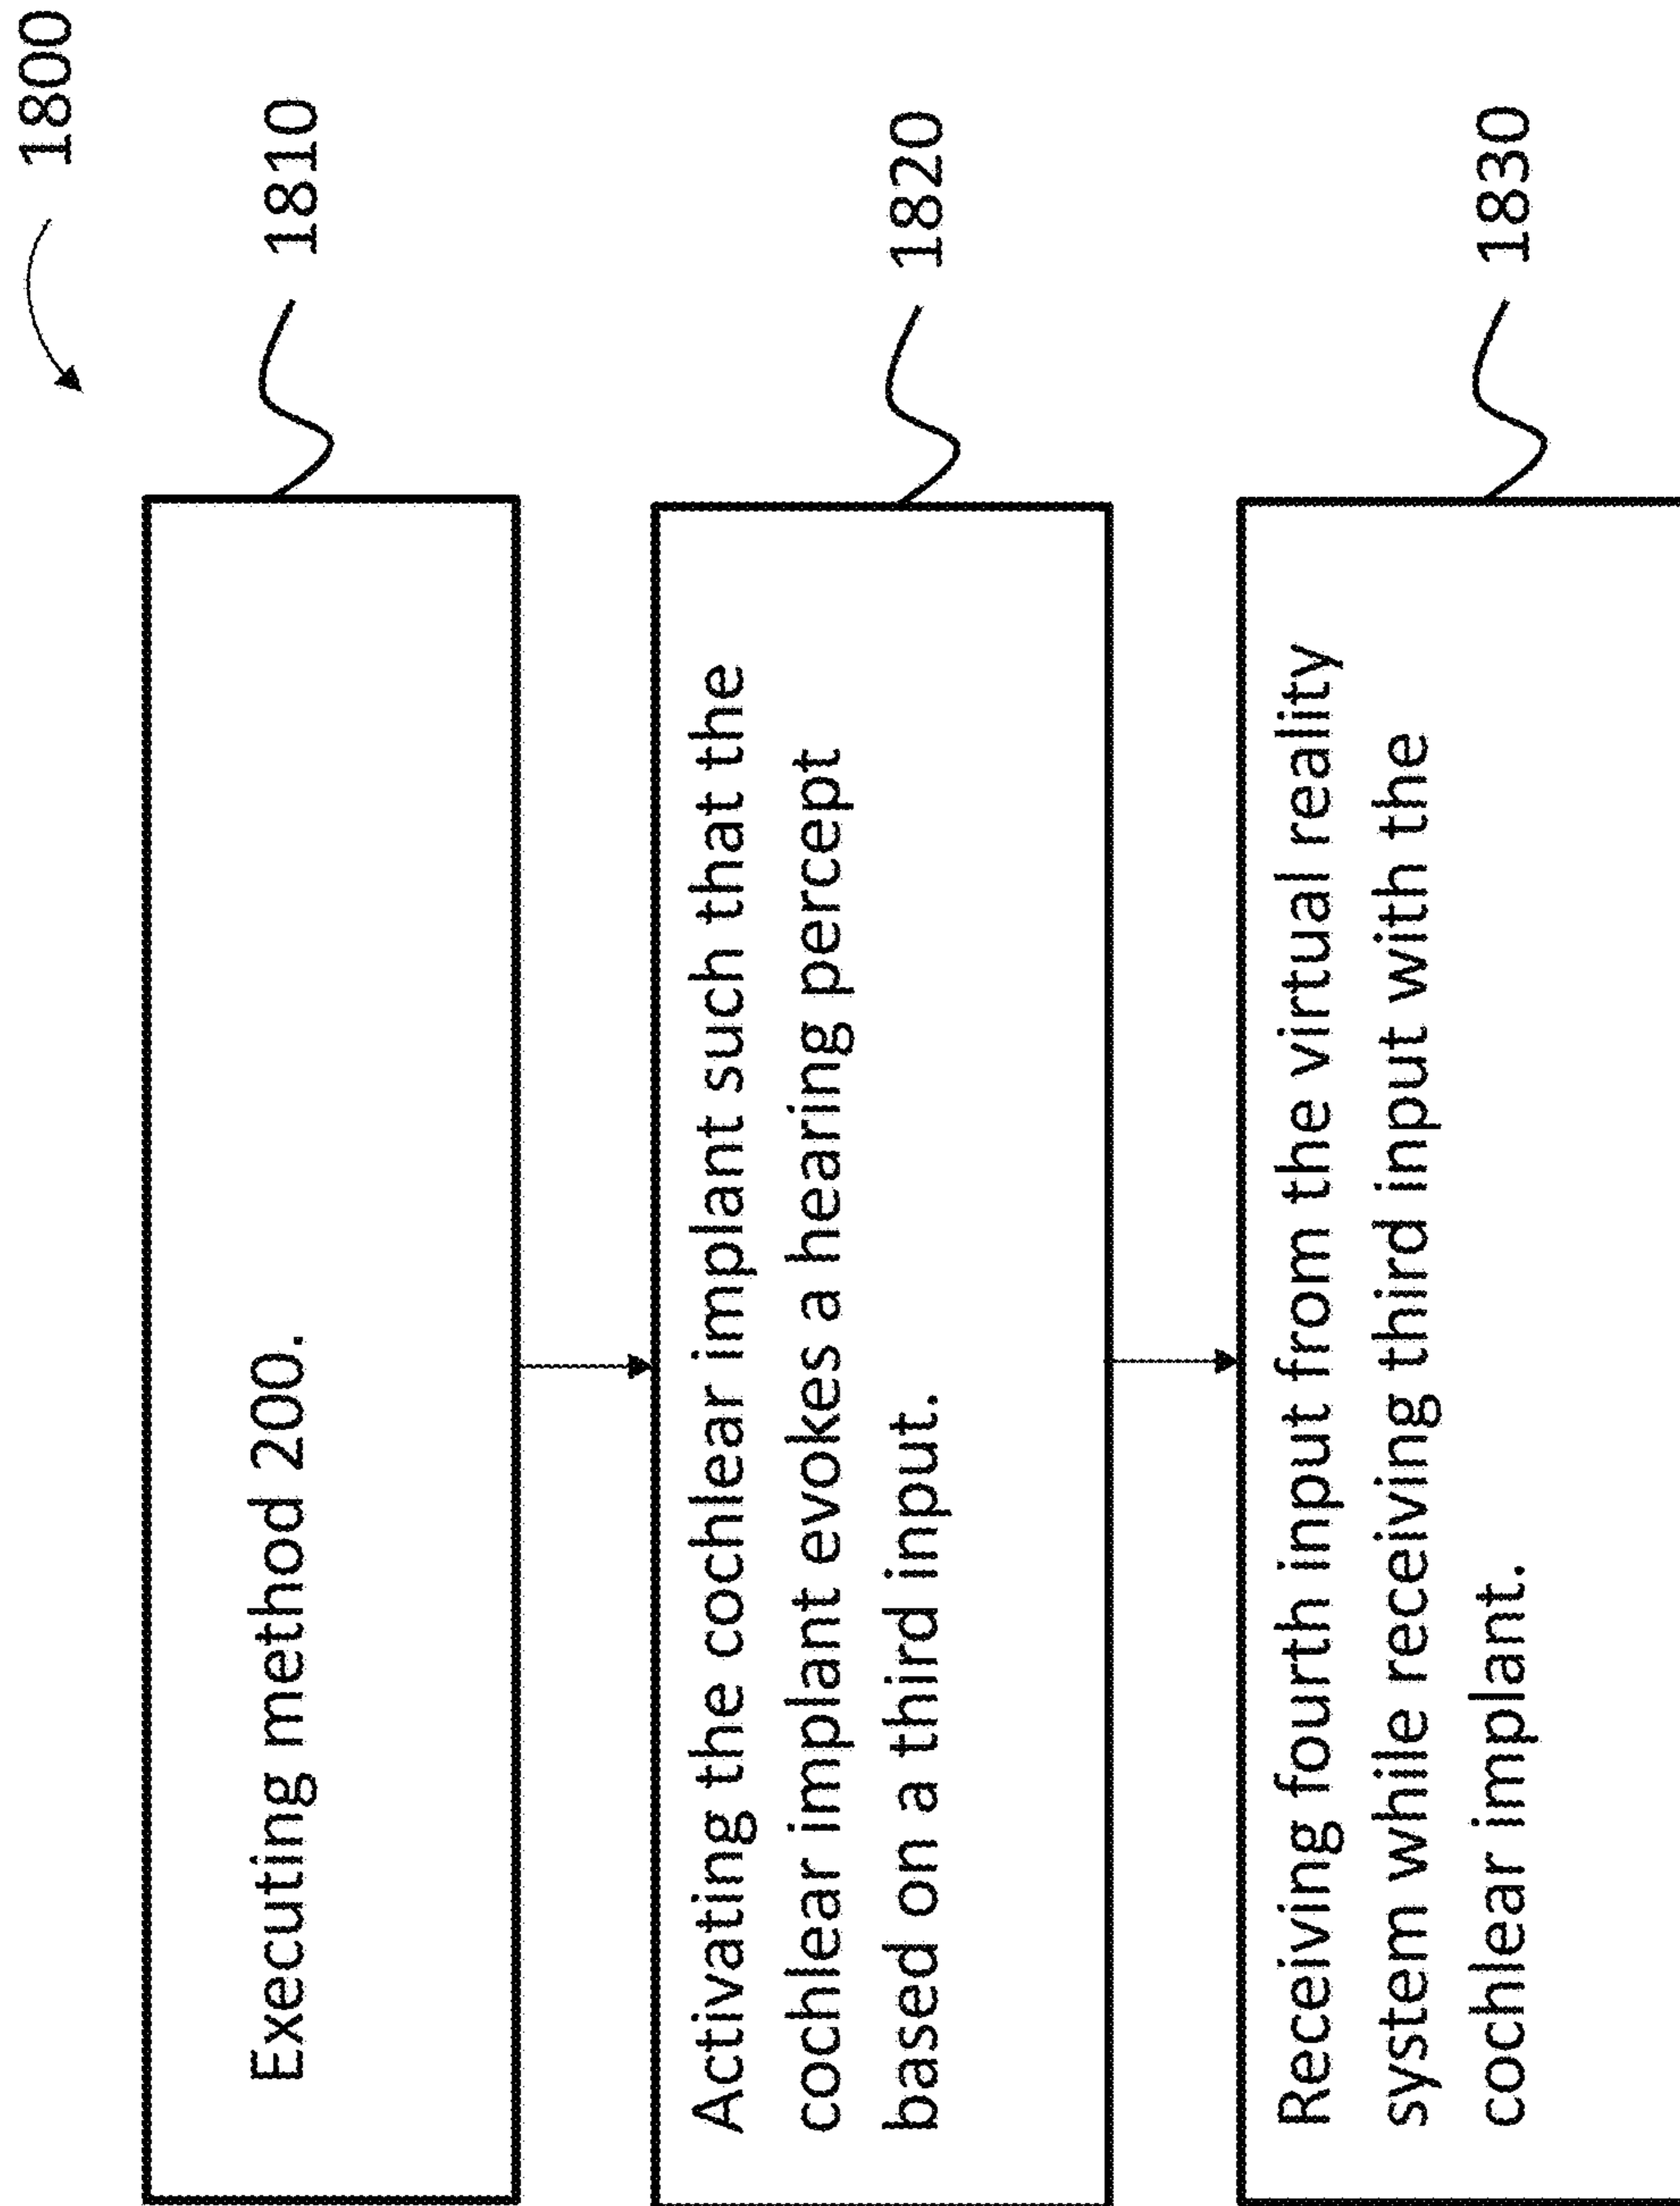 1800
Executing method 200.
1810
Activating the cochlear implant such that the
cochlear implant evokes a hearing percept
based on a third input.
1820
Receiving fourth input from the virtual reality
system while receiving third input with the
cochlear implant.
1830